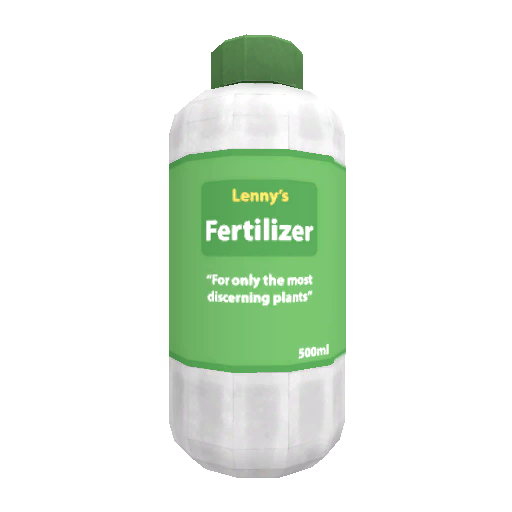 Lenny's
Fertilizer
“For only the most
discerning plants”
500ml